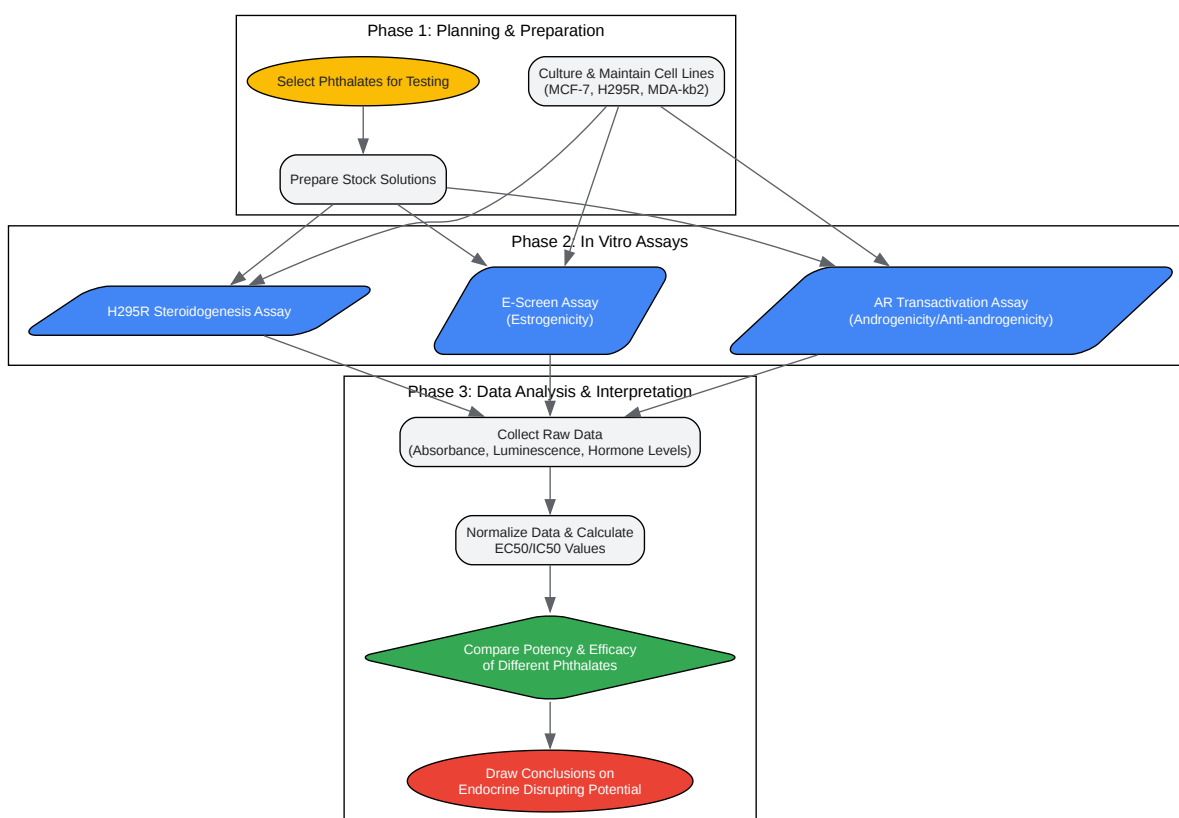 Phase 1: Planning & Preparation
Select Phthalates for Testing
Culture & Maintain Cell Lines
(MCF-7, H295R, MDA-kb2)
Prepare Stock Solutions
Phase 2: In Vitro Assays
H295R Steroidogenesis Assay
E-Screen Assay
(Estrogenicity)
AR Transactivation Assay
(Androgenicity/Anti-androgenicity)
Phase 3: Data Analysis & Interpretation
Collect Raw Data
(Absorbance, Luminescence, Hormone Levels)
Normalize Data & Calculate
EC50/IC50 Values
Compare Potency & Efficacy
of Different Phthalates
Draw Conclusions on
Endocrine Disrupting Potential